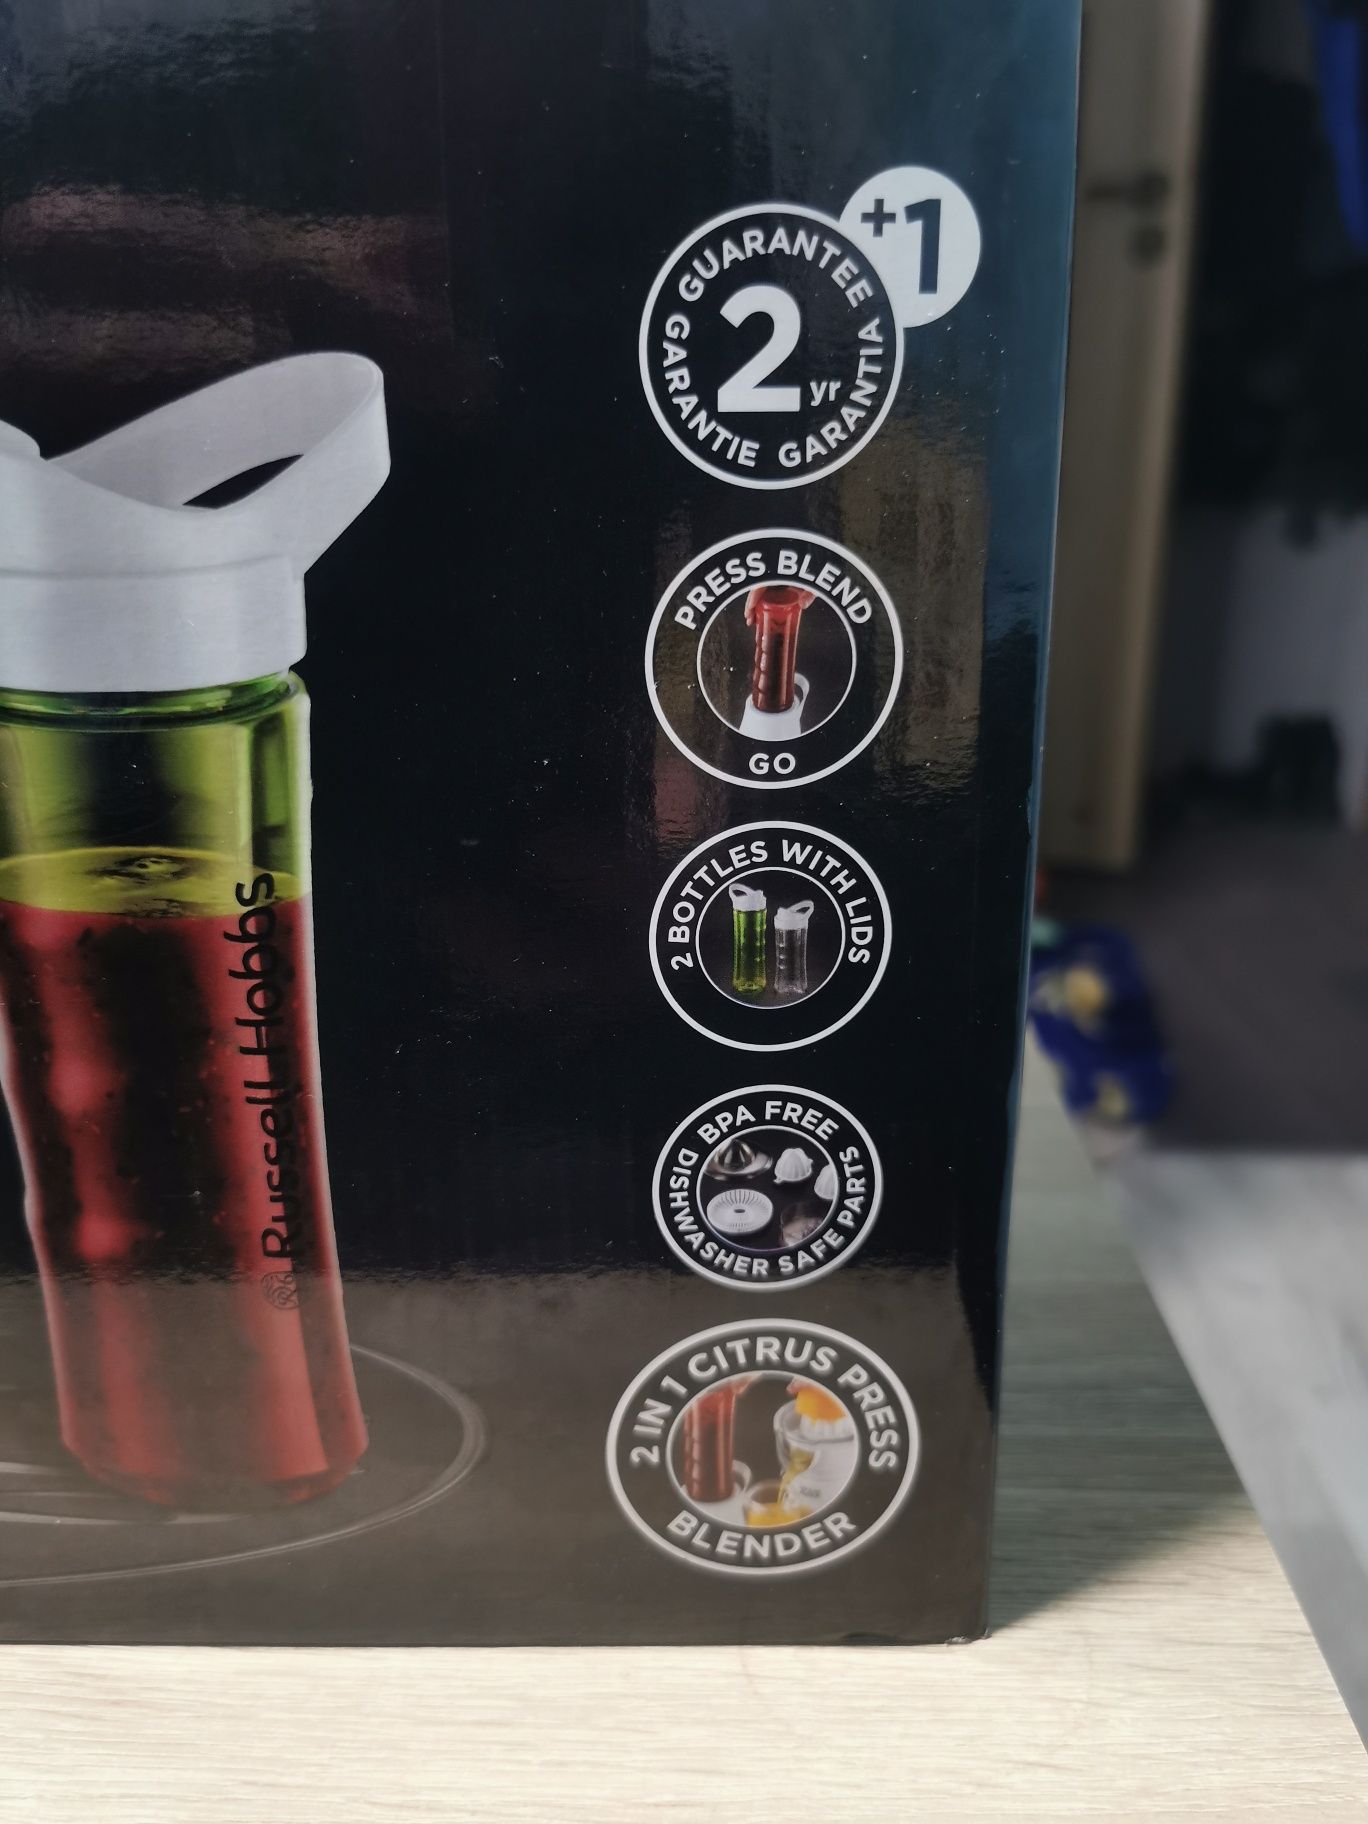 +1
GUARANTEE
2 yr
GARANTIE GARANTIA
PRESS BLEND
GO
2 BOTTLES WITH LIDS
BPA FREE
DISHWASHER SAFE PARTS
2 IN 1 CITRUS PRESS
BLENDER
Russell Hobbs